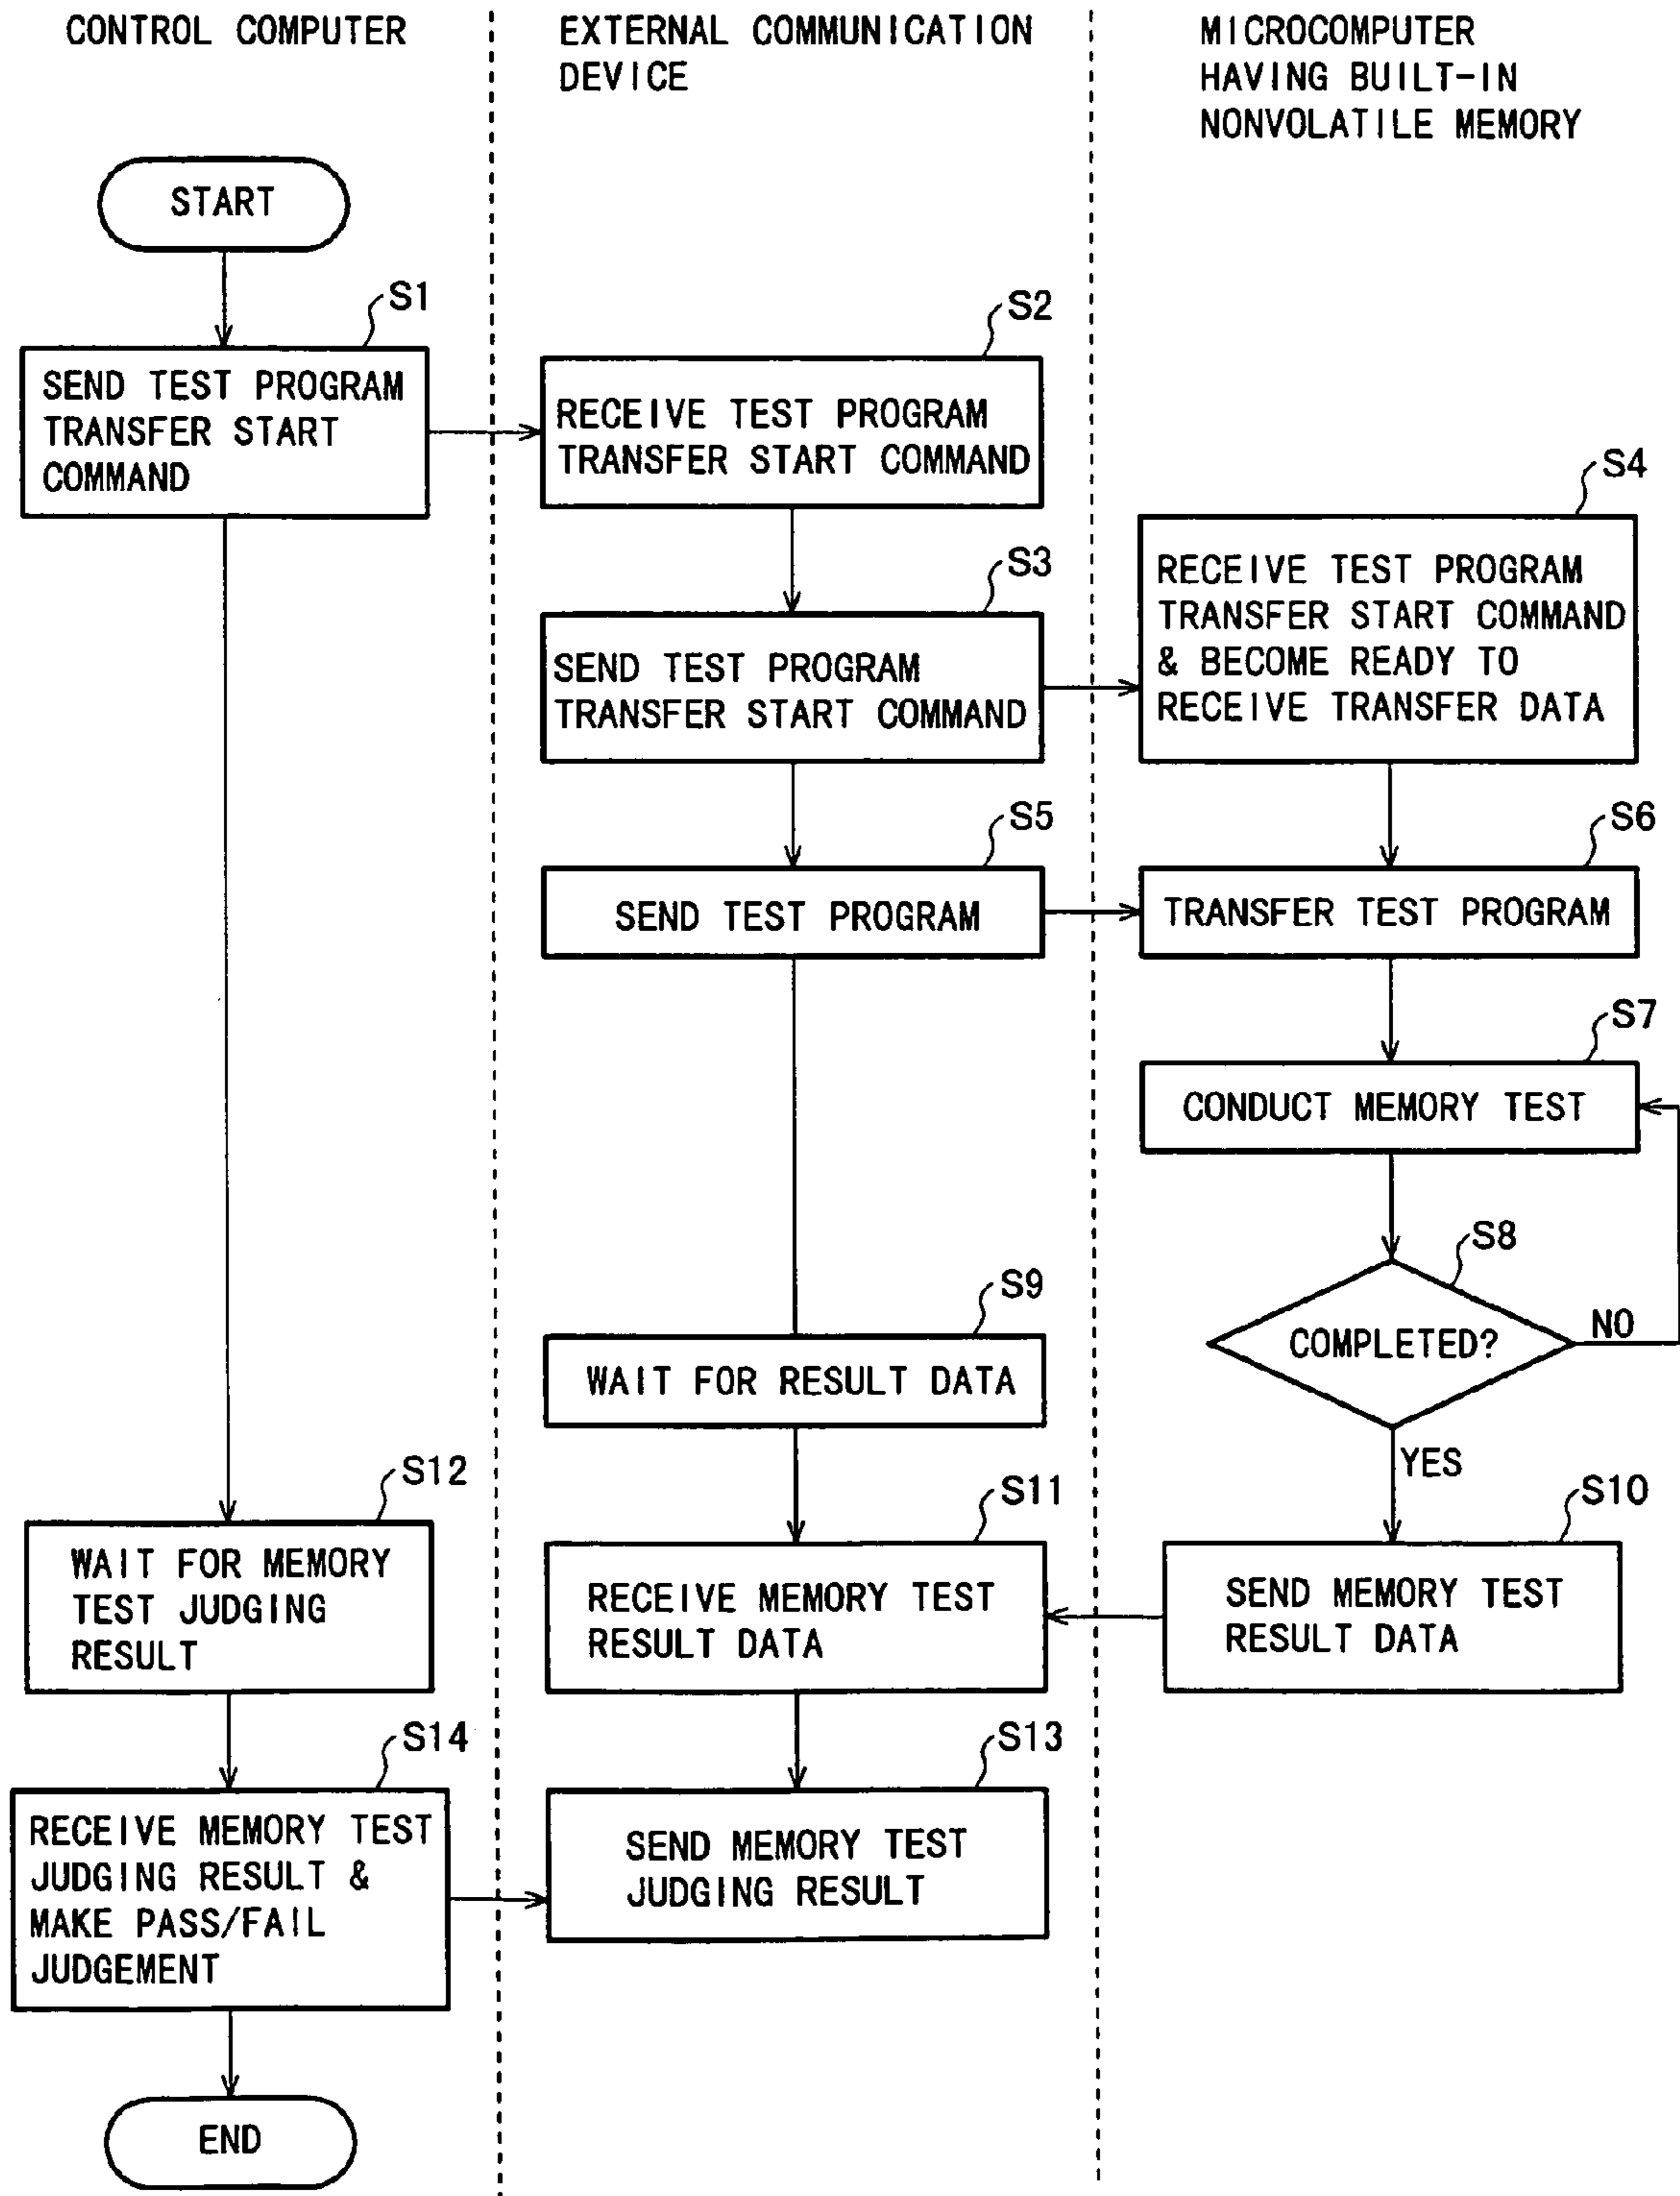 CONTROL COMPUTER
EXTERNAL COMMUNICATION
DEVICE
MICROCOMPUTER
HAVING BUILT-IN
NONVOLATILE MEMORY
START
S1
SEND TEST PROGRAM
TRANSFER START
COMMAND
S2
RECEIVE TEST PROGRAM
TRANSFER START COMMAND
S3
SEND TEST PROGRAM
TRANSFER START COMMAND
S4
RECEIVE TEST PROGRAM
TRANSFER START COMMAND
& BECOME READY TO
RECEIVE TRANSFER DATA
S5
SEND TEST PROGRAM
S6
TRANSFER TEST PROGRAM
S7
CONDUCT MEMORY TEST
S8
COMPLETED?
NO
YES
S9
WAIT FOR RESULT DATA
S10
SEND MEMORY TEST
RESULT DATA
S11
RECEIVE MEMORY TEST
RESULT DATA
S12
WAIT FOR MEMORY
TEST JUDGING
RESULT
S13
SEND MEMORY TEST
JUDGING RESULT
S14
RECEIVE MEMORY TEST
JUDGING RESULT &
MAKE PASS/FAIL
JUDGEMENT
END